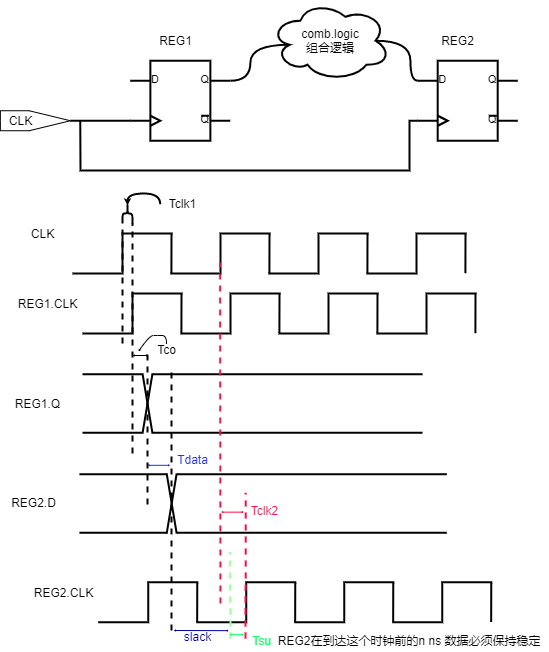 comb.logic
组合逻辑
REG1
REG2
D
Q
D
Q
CLK
Q
Q
Tclk1
CLK
REG1.CLK
Tco
REG1.Q
Tdata
REG2.D
Tclk2
REG2.CLK
slack
Tsu
REG2在到达这个时钟前的n ns 数据必须保持稳定